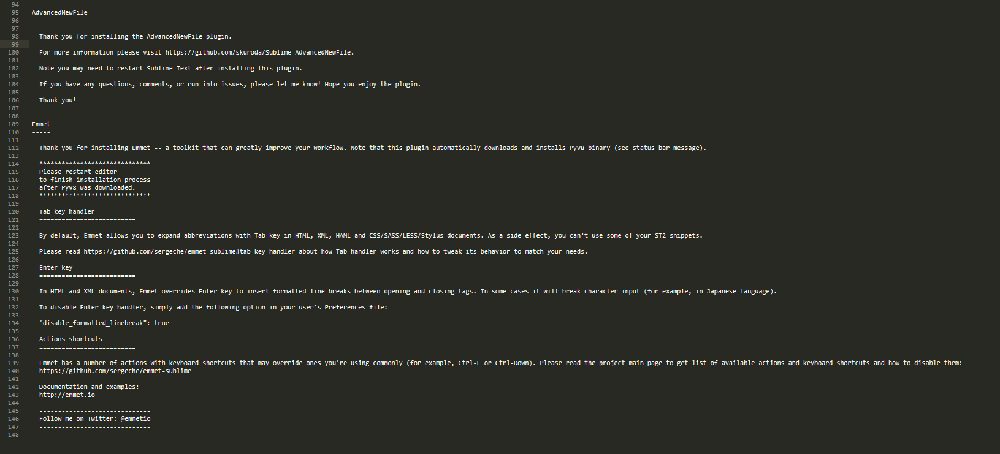 94
95 AdvancedNewFile
96 ---------------
97
98 Thank you for installing the AdvancedNewFile plugin.
99
100 For more information please visit https://github.com/skuroda/Sublime-AdvancedNewFile.
101
102 Note you may need to restart Sublime Text after installing this plugin.
103
104 If you have any questions, comments, or run into issues, please let me know! Hope you enjoy the plugin.
105
106 Thank you!
107
108
109 Emmet
110 -----
111
112 Thank you for installing Emmet -- a toolkit that can greatly improve your workflow. Note that this plugin automatically downloads and installs PyV8 binary (see status bar message).
113
114 ******************************
115 Please restart editor
116 to finish installation process
117 after PyV8 was downloaded.
118 ******************************
119
120 Tab key handler
121 ==========================
122
123 By default, Emmet allows you to expand abbreviations with Tab key in HTML, XML, HAML and CSS/SASS/LESS/Stylus documents. As a side effect, you can’t use some of your ST2 snippets.
124
125 Please read https://github.com/sergeche/emmet-sublime#tab-key-handler about how Tab handler works and how to tweak its behavior to match your needs.
126
127 Enter key
128 ==========================
129
130 In HTML and XML documents, Emmet overrides Enter key to insert formatted line breaks between opening and closing tags. In some cases it will break character input (for example, in Japanese language).
131
132 To disable Enter key handler, simply add the following option in your user's Preferences file:
133
134 "disable_formatted_linebreak": true
135
136 Actions shortcuts
137 ==========================
138
139 Emmet has a number of actions with keyboard shortcuts that may override ones you're using commonly (for example, Ctrl-E or Ctrl-Down). Please read the project main page to get list of available actions and keyboard shortcuts and how to disable them:
140 https://github.com/sergeche/emmet-sublime
141
142 Documentation and examples:
143 http://emmet.io
144
145 ------------------------------
146 Follow me on Twitter: @emmetio
147 ------------------------------
148